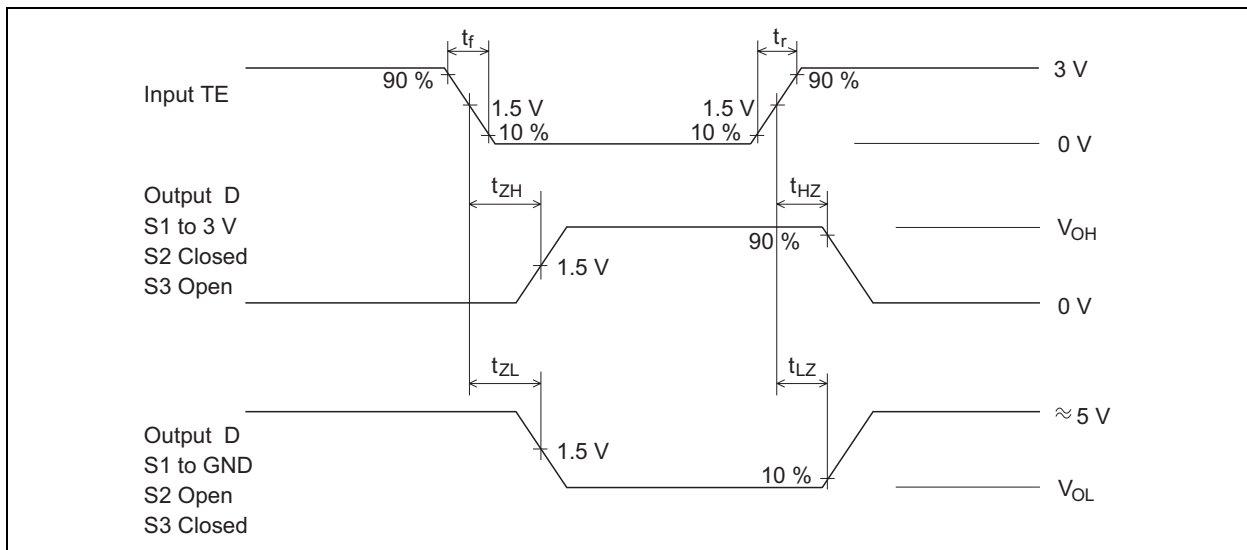 t_f
t_r
90 %
90 %
3 V
Input TE
1.5 V
1.5 V
10 %
10 %
0 V
t_ZH
t_HZ
Output D
S1 to 3 V
S2 Closed
S3 Open
V_OH
90 %
1.5 V
0 V
t_ZL
t_LZ
≈ 5 V
Output D
S1 to GND
S2 Open
S3 Closed
1.5 V
10 %
V_OL